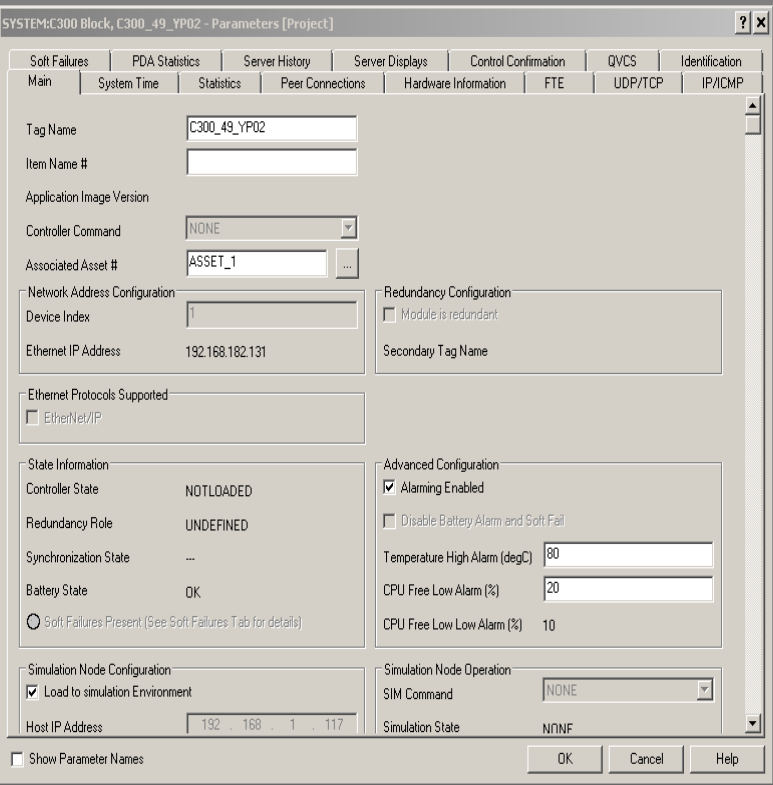 SYSTEM:C300 Block, C300_49_YP02 - Parameters [Project]
Soft Failures PDA Statistics Server History Server Displays Control Confirmation QVCS Identification
Main System Time Statistics Peer Connections Hardware Information FTE UDP/TCP IP/ICMP
Tag Name C300_49_YP02
Item Name #
Application Image Version
Controller Command NONE
Associated Asset # ASSET_1 ...
Network Address Configuration
Device Index 1
Ethernet IP Address 192.168.182.131
Redundancy Configuration
Module is redundant
Secondary Tag Name
Ethernet Protocols Supported
EtherNet/IP
State Information
Controller State NOTLOADED
Redundancy Role UNDEFINED
Synchronization State ---
Battery State OK
Soft Failures Present (See Soft Failures Tab for details)
Advanced Configuration
Alarming Enabled
Disable Battery Alarm and Soft Fail
Temperature High Alarm (degC) 80
CPU Free Low Alarm (%) 20
CPU Free Low Low Alarm (%) 10
Simulation Node Configuration
Load to simulation Environment
Host IP Address 192 . 168 . 1 . 117
Simulation Node Operation
SIM Command NONE
Simulation State NONE
Show Parameter Names
OK Cancel Help